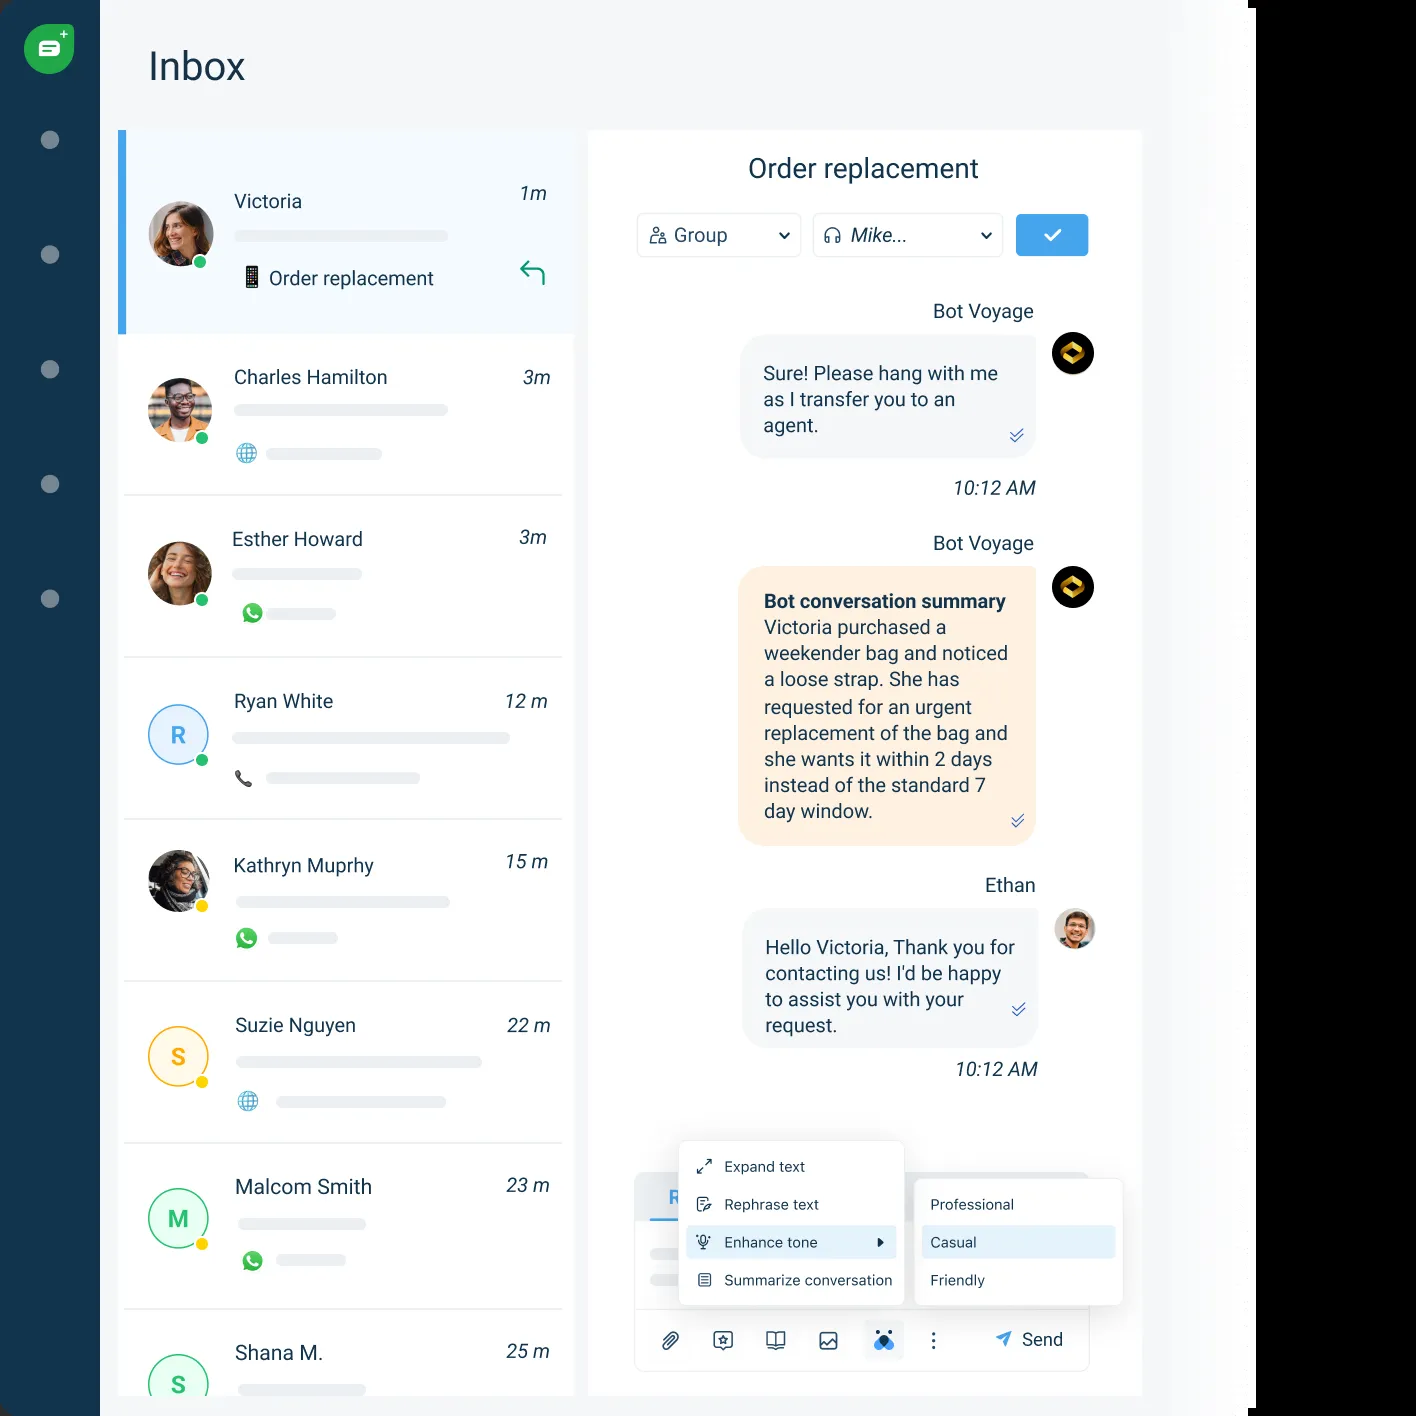 Inbox
Victoria
1m
Order replacement
Charles Hamilton
3m
Esther Howard
3m
R
Ryan White
12 m
Kathryn Muprhy
15 m
S
Suzie Nguyen
22 m
M
Malcom Smith
23 m
S
Shana M.
25 m
Order replacement
Group
Mike...
Bot Voyage
Sure! Please hang with me
as I transfer you to an
agent.
10:12 AM
Bot Voyage
Bot conversation summary
Victoria purchased a
weekender bag and noticed
a loose strap. She has
requested for an urgent
replacement of the bag and
she wants it within 2 days
instead of the standard 7
day window.
Ethan
Hello Victoria, Thank you for
contacting us! I'd be happy
to assist you with your
request.
10:12 AM
Expand text
Rephrase text
Enhance tone
Summarize conversation
Professional
Casual
Friendly
Send